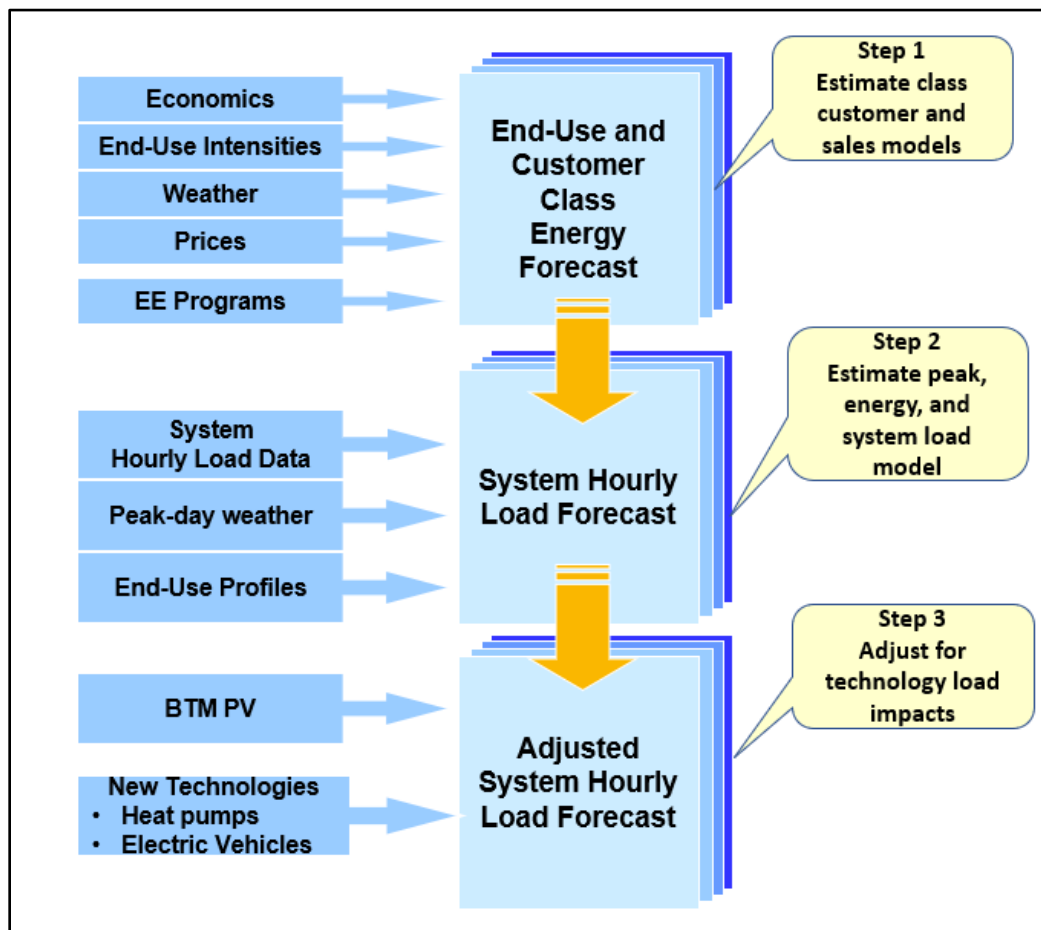 Economics
End-Use Intensities
Weather
Prices
EE Programs
End-Use and
Customer
Class
Energy
Forecast
Step 1
Estimate class
customer and
sales models
System
Hourly Load Data
Peak-day weather
End-Use Profiles
System Hourly
Load Forecast
Step 2
Estimate peak,
energy, and
system load
model
BTM PV
New Technologies
• Heat pumps
• Electric Vehicles
Adjusted
System Hourly
Load Forecast
Step 3
Adjust for
technology load
impacts